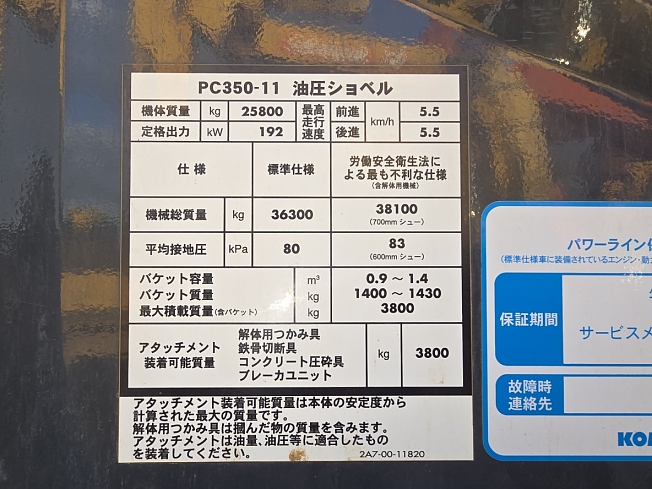 PC350-11 油圧ショベル
機体質量 kg 25800 最高走行速度 前進 km/h 5.5
定格出力 kW 192 後進 5.5
仕様 標準仕様 労働安全衛生法による最も不利な仕様
(含解体用機械)
機械総質量 kg 36300 38100
(700mm シュー)
平均接地圧 kPa 80 83
(600mm シュー)
バケット容量 m³ 0.9 ～ 1.4
バケット質量 kg 1400 ～ 1430
最大積載質量(含バケット) kg 3800
アタッチメント装着可能質量 解体用つかみ具 kg 3800
鉄骨切断具
コンクリート圧砕具
ブレーカユニット
アタッチメント装着可能質量は本体の安定度から
計算された最大の質量です。
解体用つかみ具は掴んだ物の質量を含みます。
アタッチメントは油量、油圧等に適合したもの
を装着してください。 2A7-00-11820
パワーライン
(標準仕様車に装備されているエンジン・動
保証期間
サービスメ
故障時
連絡先
KOM